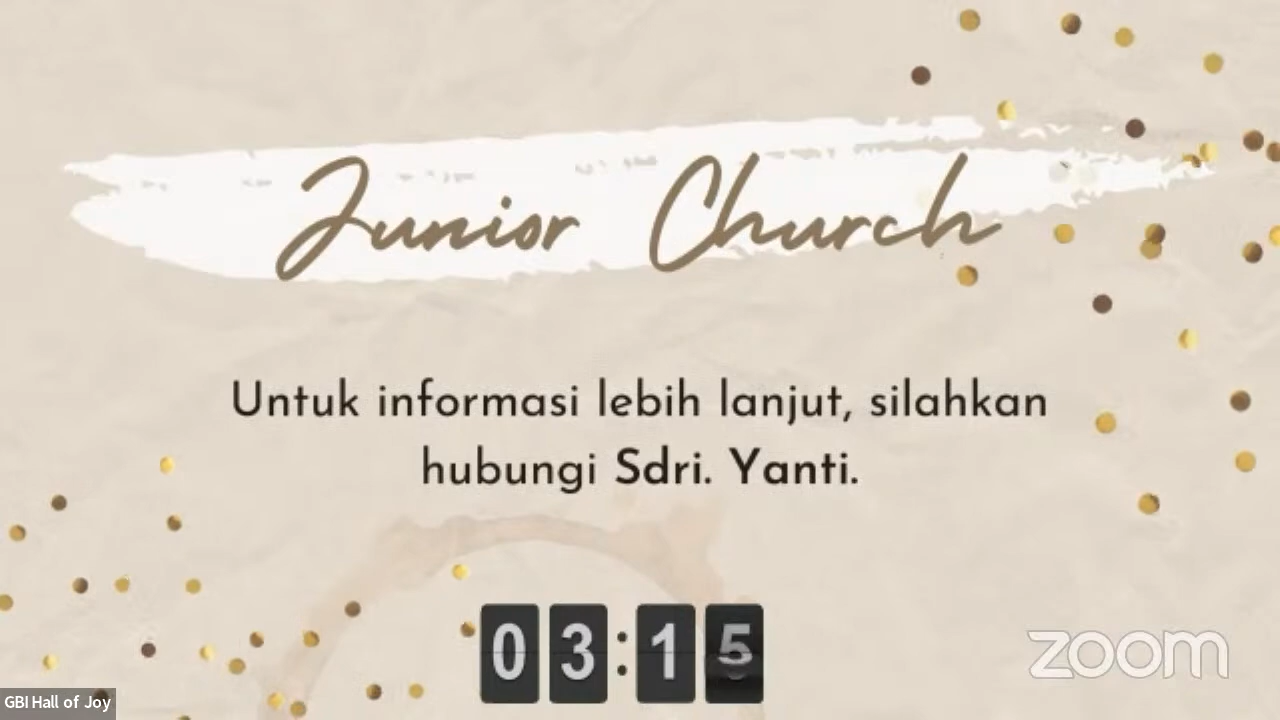 Junior Church
Untuk informasi lebih lanjut, silahkan
hubungi Sdri. Yanti.
03:15
zoom
GBI Hall of Joy